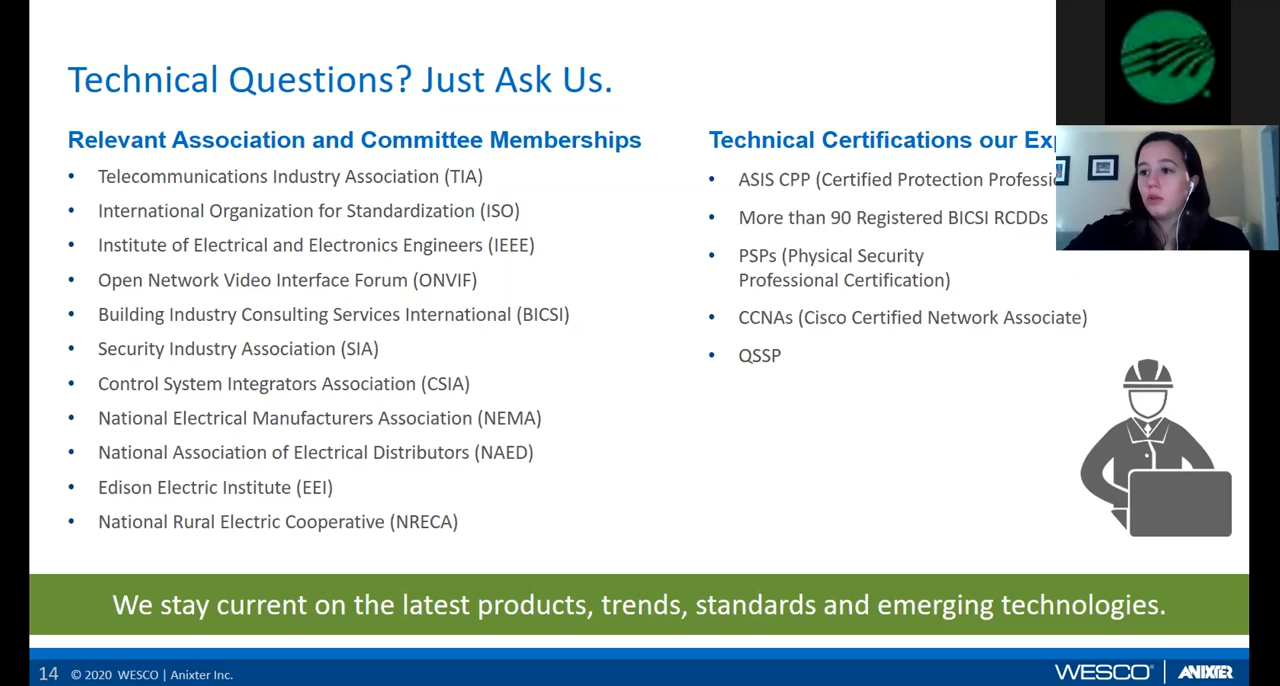 Technical Questions? Just Ask Us.
Relevant Association and Committee Memberships
• Telecommunications Industry Association (TIA)
• International Organization for Standardization (ISO)
• Institute of Electrical and Electronics Engineers (IEEE)
• Open Network Video Interface Forum (ONVIF)
• Building Industry Consulting Services International (BICSI)
• Security Industry Association (SIA)
• Control System Integrators Association (CSIA)
• National Electrical Manufacturers Association (NEMA)
• National Association of Electrical Distributors (NAED)
• Edison Electric Institute (EEI)
• National Rural Electric Cooperative (NRECA)
Technical Certifications our
• ASIS CPP (Certified Protection
• More than 90 Registered BICSI RCDDs
• PSPs (Physical Security
Professional Certification)
• CCNAs (Cisco Certified Network Associate)
• QSSP
We stay current on the latest products, trends, standards and emerging technologies.
14 © 2020 WESCO | Anixter Inc.
WESCO | ANIXTER